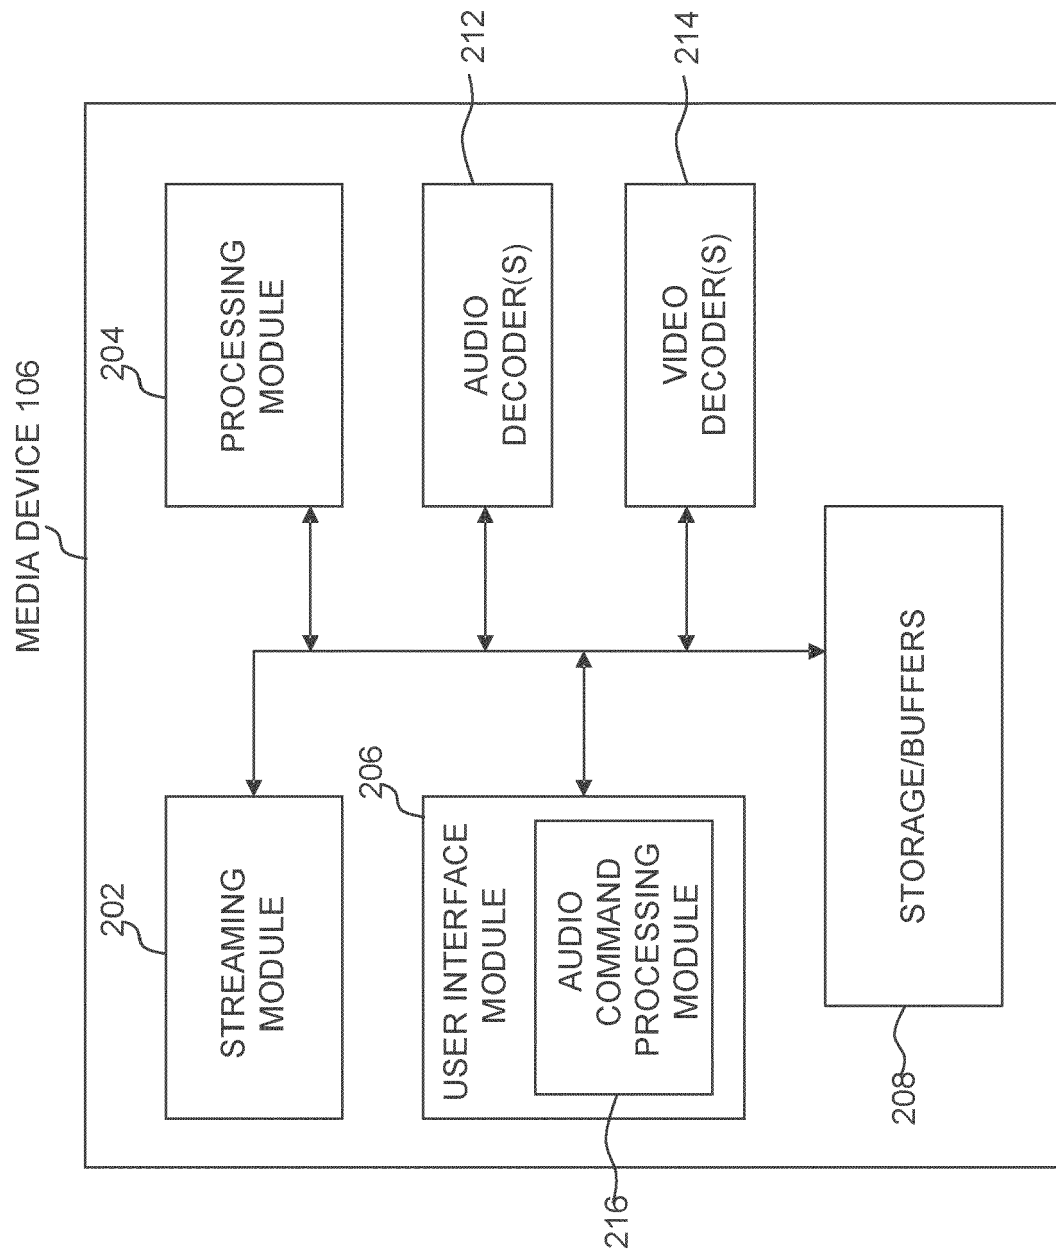 MEDIA DEVICE 106
202
STREAMING
MODULE
204
PROCESSING
MODULE
206
USER INTERFACE
MODULE
AUDIO
COMMAND
PROCESSING
MODULE
216
AUDIO
DECODER(S)
212
VIDEO
DECODER(S)
214
STORAGE/BUFFERS
208